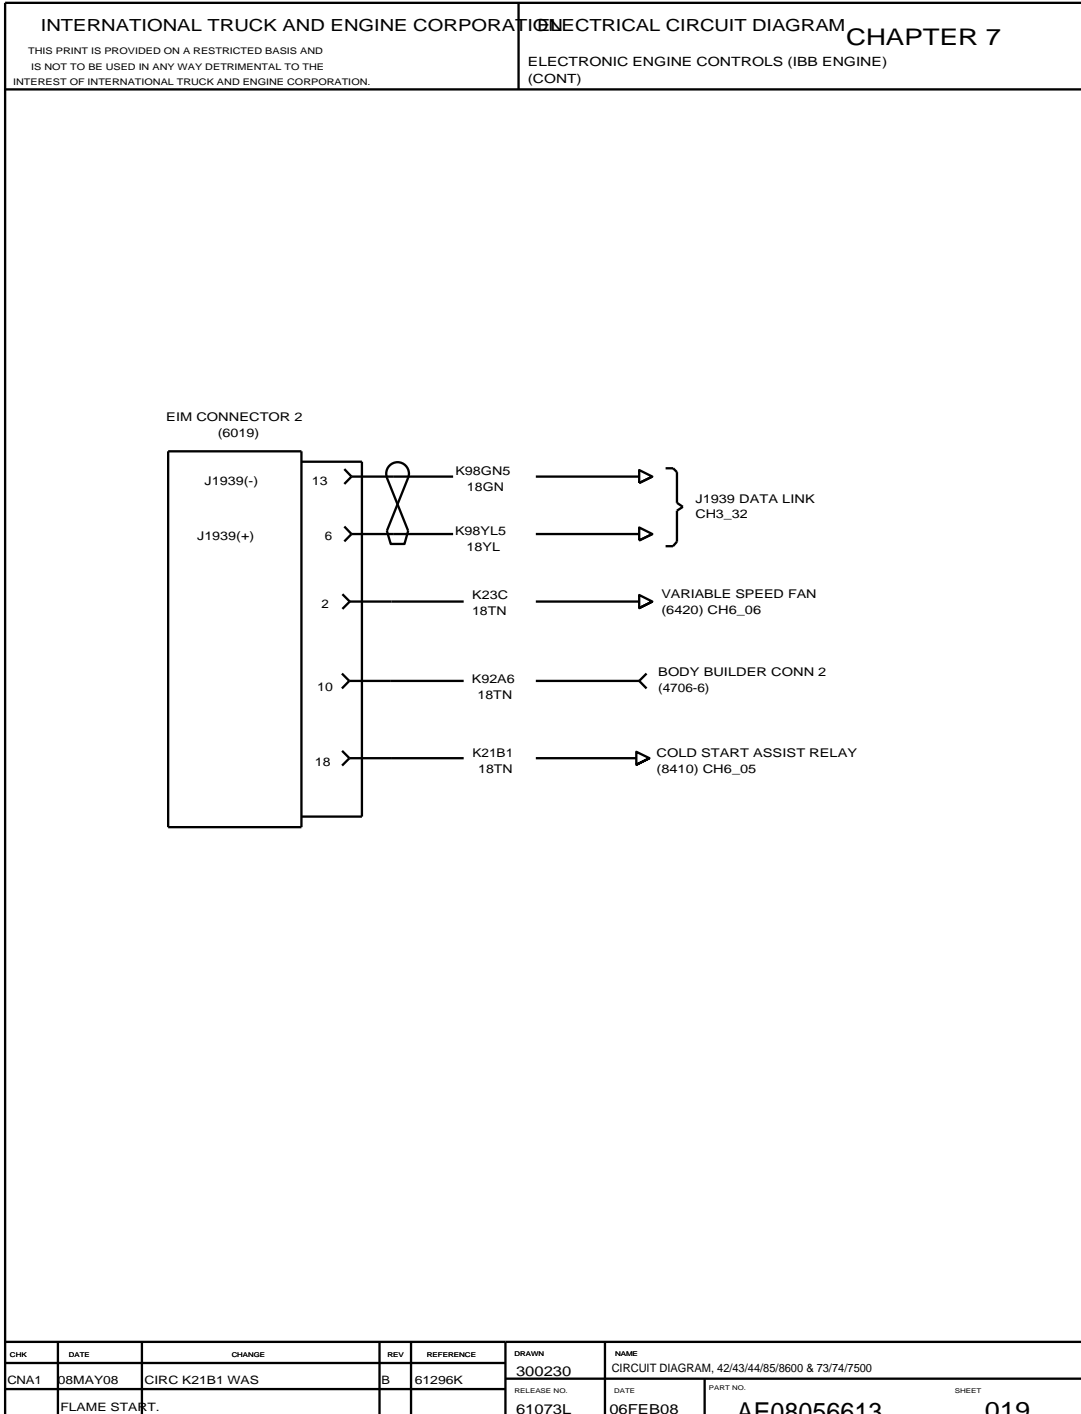 INTERNATIONAL TRUCK AND ENGINE CORPORATION
THIS PRINT IS PROVIDED ON A RESTRICTED BASIS AND
IS NOT TO BE USED IN ANY WAY DETRIMENTAL TO THE
INTEREST OF INTERNATIONAL TRUCK AND ENGINE CORPORATION.
ELECTRICAL CIRCUIT DIAGRAM
CHAPTER 7
ELECTRONIC ENGINE CONTROLS (IBB ENGINE)
(CONT)
EIM CONNECTOR 2
(6019)
J1939(-) 13 K98GN5
18GN
J1939(+) 6 K98YL5
18YL
J1939 DATA LINK
CH3_32
2 K23C
18TN
VARIABLE SPEED FAN
(6420) CH6_06
10 K92A6
18TN
BODY BUILDER CONN 2
(4706-6)
18 K21B1
18TN
COLD START ASSIST RELAY
(8410) CH6_05
CHK DATE CHANGE REV REFERENCE
CNA1 08MAY08 CIRC K21B1 WAS B 61296K
FLAME START.
DRAWN
300230
NAME
CIRCUIT DIAGRAM, 42/43/44/85/8600 & 73/74/7500
RELEASE NO.
61073L
DATE
06FEB08
PART NO.
AE08056613
SHEET
019